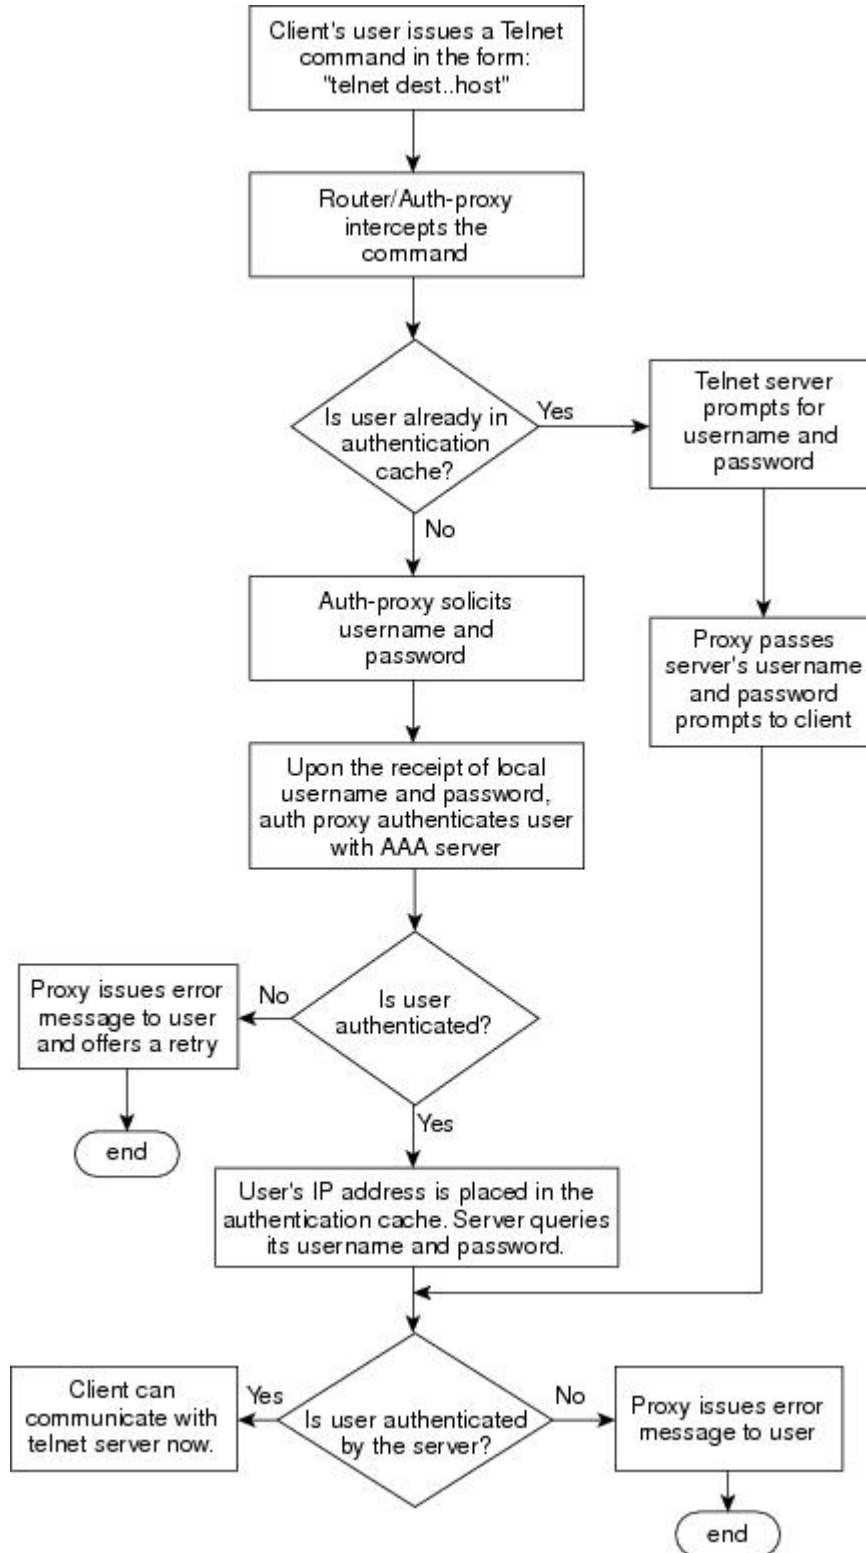 Client's user issues a Telnet
command in the form:
"telnet dest..host"
Router/Auth-proxy
intercepts the
command
Is user already in
authentication
cache?
Yes
Telnet server
prompts for
username and
password
No
Auth-proxy solicits
username and
password
Proxy passes
server's username
and password
prompts to client
Upon the receipt of local
username and password,
auth proxy authenticates user
with AAA server
Is user
authenticated?
No
Proxy issues error
message to user
and offers a retry
end
Yes
User's IP address is placed in the
authentication cache. Server queries
its username and password.
Is user authenticated
by the server?
Yes
Client can
communicate with
telnet server now.
No
Proxy issues error
message to user
end